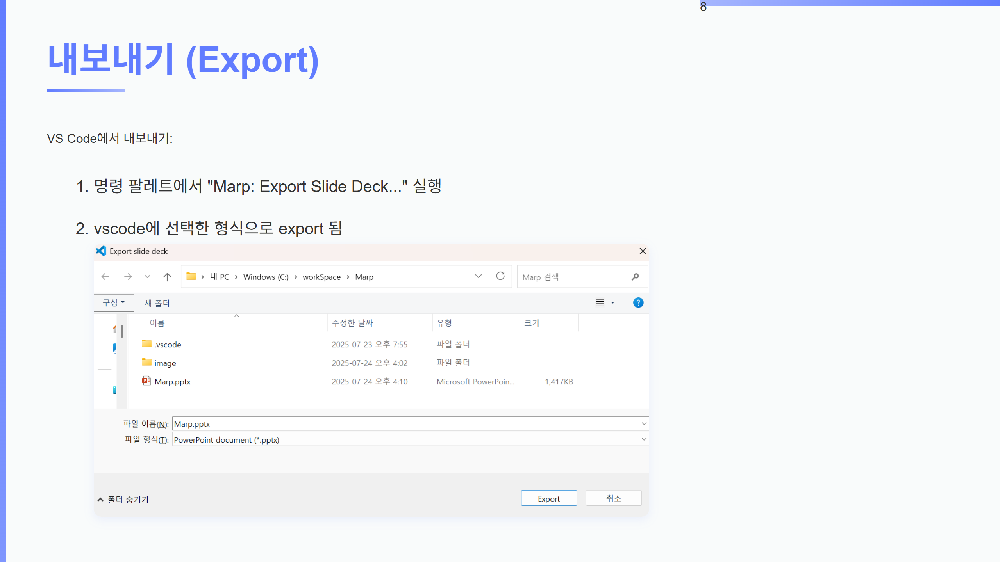 8
내보내기 (Export)
VS Code에서 내보내기:
1. 명령 팔레트에서 "Marp: Export Slide Deck..." 실행
2. vscode에 선택한 형식으로 export 됨
Export slide deck
내 PC > Windows (C:) > workSpace > Marp
Marp 검색
구성
새 폴더
이름 수정한 날짜 유형 크기
.vscode 2025-07-23 오후 7:55 파일 폴더
image 2025-07-24 오후 4:02 파일 폴더
Marp.pptx 2025-07-24 오후 4:10 Microsoft PowerPoin... 1,417KB
파일 이름(N): Marp.pptx
파일 형식(T): PowerPoint document (*.pptx)
폴더 숨기기
Export
취소